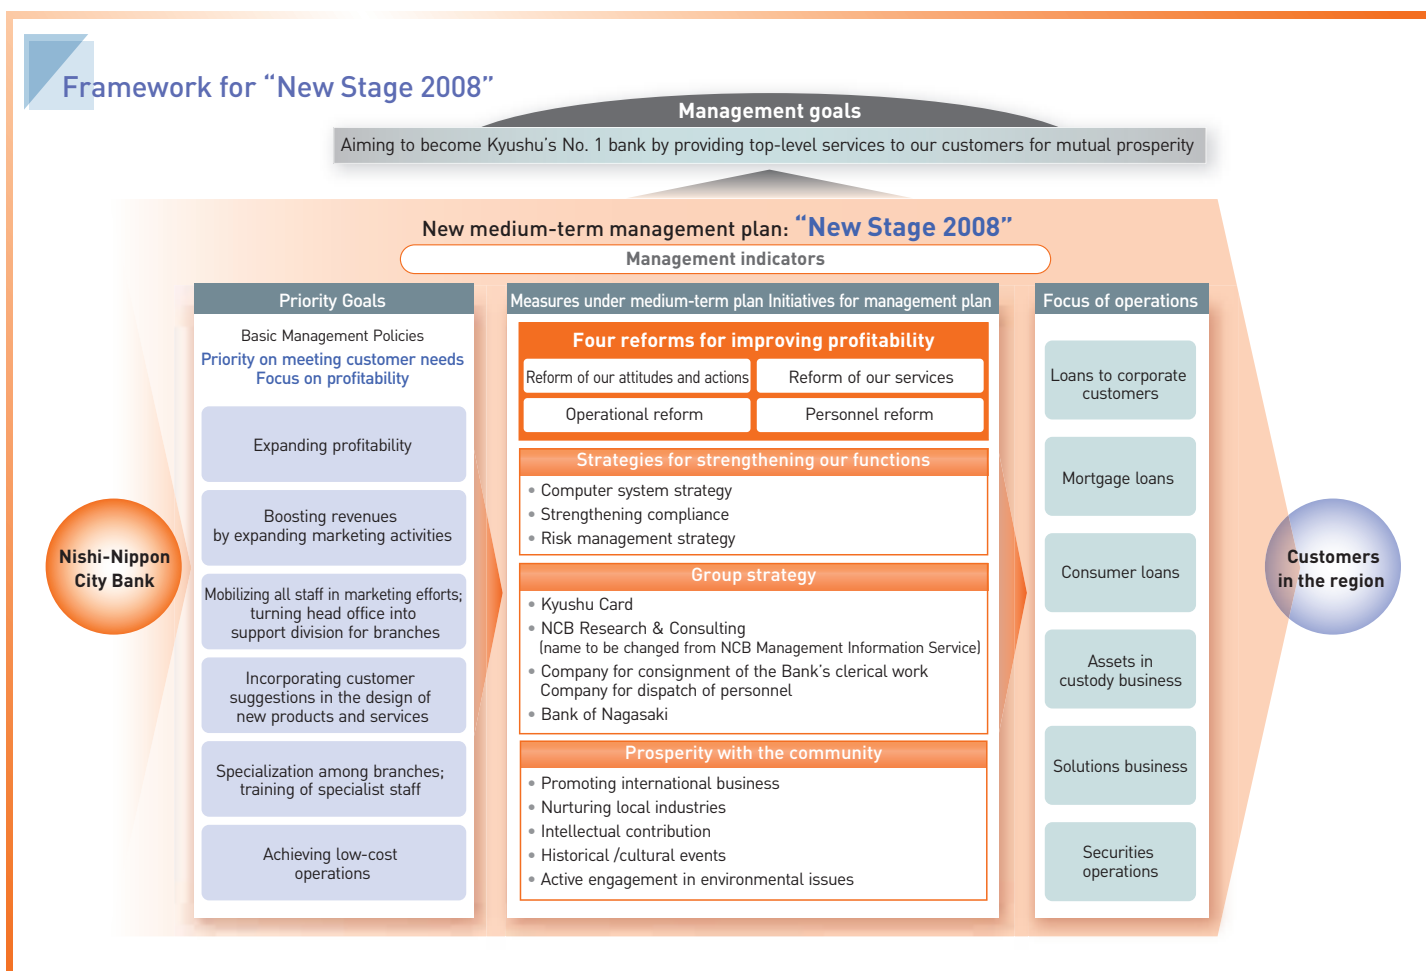 Framework for “New Stage 2008”
Management goals
Aiming to become Kyushu’s No. 1 bank by providing top-level services to our customers for mutual prosperity
New medium-term management plan: “New Stage 2008”
Management indicators
Nishi-Nippon
City Bank
Priority Goals
Basic Management Policies
Priority on meeting customer needs
Focus on profitability
Expanding profitability
Boosting revenues
by expanding marketing activities
Mobilizing all staff in marketing efforts;
turning head office into
support division for branches
Incorporating customer
suggestions in the design of
new products and services
Specialization among branches;
training of specialist staff
Achieving low-cost
operations
Measures under medium-term plan Initiatives for management plan
Four reforms for improving profitability
Reform of our attitudes and actions
Reform of our services
Operational reform
Personnel reform
Strategies for strengthening our functions
• Computer system strategy
• Strengthening compliance
• Risk management strategy
Group strategy
• Kyushu Card
• NCB Research & Consulting
(name to be changed from NCB Management Information Service)
• Company for consignment of the Bank’s clerical work
Company for dispatch of personnel
• Bank of Nagasaki
Prosperity with the community
• Promoting international business
• Nurturing local industries
• Intellectual contribution
• Historical /cultural events
• Active engagement in environmental issues
Focus of operations
Loans to corporate
customers
Mortgage loans
Consumer loans
Assets in
custody business
Solutions business
Securities
operations
Customers
in the region